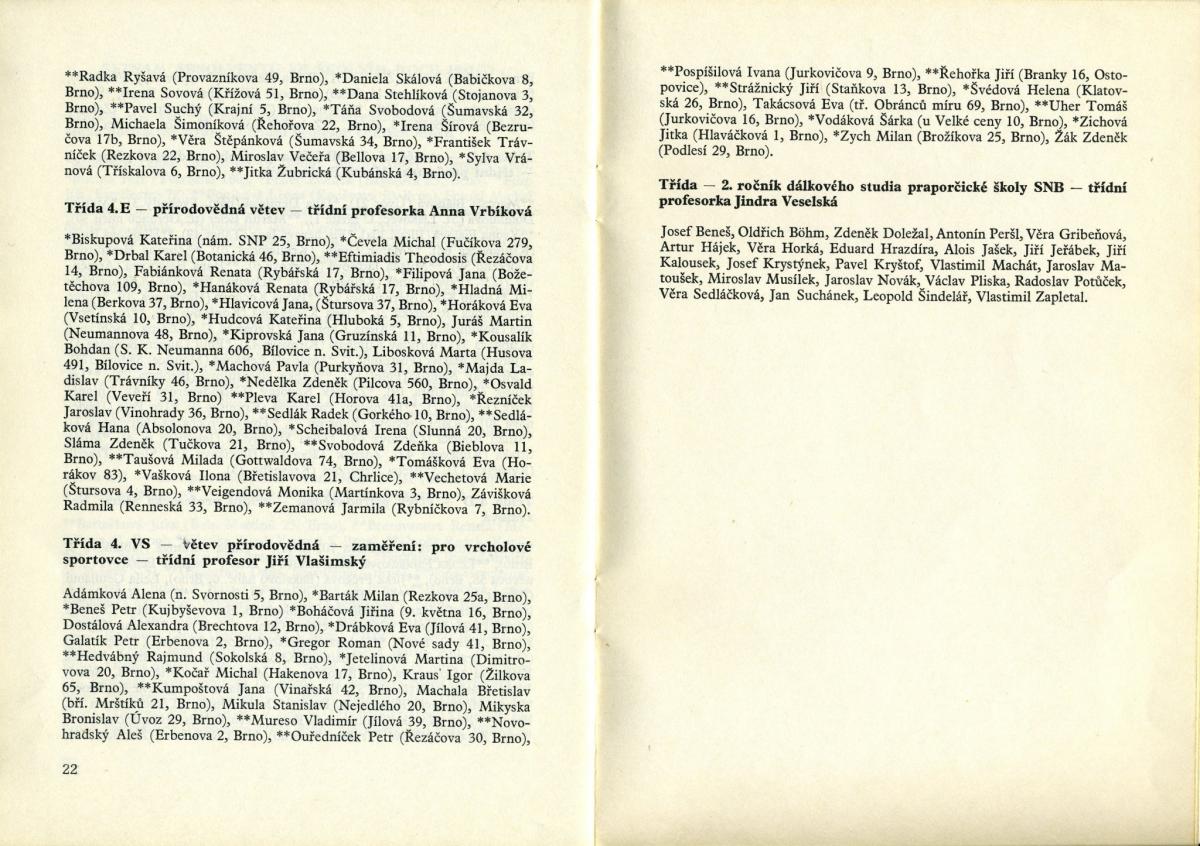 **Radka Ryšavá (Provazníkova 49, Brno), *Daniela Skálová (Babičkova 8,
Brno), **Irena Sovová (Křížová 51, Brno), **Dana Stehlíková (Stojanova 3,
Brno), **Pavel Suchý (Krajní 5, Brno), *Táňa Svobodová (Šumavská 32,
Brno), Michaela Šimoníková (Řehořova 22, Brno), *Irena Šírová (Bezru-
čova 17b, Brno), *Věra Štěpánková (Šumavská 34, Brno), *František Tráv-
níček (Rezkova 22, Brno), Miroslav Večeřa (Bellova 17, Brno), *Sylva Vrá-
nová (Třískalova 6, Brno), **Jitka Žubrická (Kubánská 4, Brno).
Třída 4.E — přírodovědná větev — třídní profesorka Anna Vrbíková
*Biskupová Kateřina (nám. SNP 25, Brno), *Čevela Michal (Fučíkova 279,
Brno), *Drbal Karel (Botanická 46, Brno), **Eftimiadis Theodosis (Řezáčova
14, Brno), Fabiánková Renata (Rybářská 17, Brno), *Filipová Jana (Bože-
těchova 109, Brno), *Hanáková Renata (Rybářská 17, Brno), *Hladná Mi-
lena (Berkova 37, Brno), *Hlavicová Jana, (Štursova 37, Brno), *Horáková Eva
(Vsetínská 10, Brno), *Hudcová Kateřina (Hluboká 5, Brno), Juráš Martin
(Neumannova 48, Brno), *Kiprovská Jana (Gruzínská 11, Brno), *Kousalík
Bohdan (S. K. Neumanna 606, Bílovice n. Svit.), Libosková Marta (Husova
491, Bílovice n. Svit.), *Machová Pavla (Purkyňova 31, Brno), *Majda La-
dislav (Trávníky 46, Brno), *Nedělka Zdeněk (Pilcova 560, Brno), *Osvald
Karel (Veveří 31, Brno) **Pleva Karel (Horova 41a, Brno), *Řezníček
Jaroslav (Vinohrady 36, Brno), **Sedlák Radek (Gorkého 10, Brno), **Sedlá-
ková Hana (Absolonova 20, Brno), *Scheibalová Irena (Slunná 20, Brno),
Sláma Zdeněk (Tučkova 21, Brno), **Svobodová Zdeňka (Bieblova 11,
Brno), **Taušová Milada (Gottwaldova 74, Brno), *Tomášková Eva (Ho-
rákov 83), *Vašková Ilona (Břetislavova 21, Chrlice), **Vechetová Marie
(Štursova 4, Brno), **Veigendová Monika (Martínkova 3, Brno), Závišková
Radmila (Renneská 33, Brno), **Zemanová Jarmila (Rybníčkova 7, Brno).
Třída 4. VS — větev přírodovědná — zaměření: pro vrcholové
sportovce — třídní profesor Jiří Vlašimský
Adámková Alena (n. Svornosti 5, Brno), *Barták Milan (Rezkova 25a, Brno),
*Beneš Petr (Kujbyševova 1, Brno) *Boháčová Jiřina (9. května 16, Brno),
Dostálová Alexandra (Brechtova 12, Brno), *Drábková Eva (Jílová 41, Brno),
Galatík Petr (Erbenova 2, Brno), *Gregor Roman (Nové sady 41, Brno),
**Hedvábný Rajmund (Sokolská 8, Brno), *Jetelinová Martina (Dimitro-
vova 20, Brno), *Kočař Michal (Hakenova 17, Brno), Kraus Igor (Žilkova
65, Brno), **Kumpoštová Jana (Vinařská 42, Brno), Machala Břetislav
(bří. Mrštíků 21, Brno), Mikula Stanislav (Nejedlého 20, Brno), Mikyska
Bronislav (Úvoz 29, Brno), **Mureso Vladimír (Jílová 39, Brno), **Novo-
hradský Aleš (Erbenova 2, Brno), **Ouředníček Petr (Řezáčova 30, Brno),
22
**Pospíšilová Ivana (Jurkovičova 9, Brno), **Řehořka Jiří (Branky 16, Osto-
povice), **Strážnický Jiří (Staňkova 13, Brno), *Švédová Helena (Klatov-
ská 26, Brno), Takácsova Eva (tř. Obránců míru 69, Brno), **Uher Tomáš
(Jurkovičova 16, Brno), *Vodáková Šárka (u Velké ceny 10, Brno), *Zichová
Jitka (Hlaváčková 1, Brno), *Zych Milan (Brožíkova 25, Brno), Žák Zdeněk
(Podlesí 29, Brno).
Třída — 2. ročník dálkového studia praporčické školy SNB — třídní
profesorka Jindra Veselská
Josef Beneš, Oldřich Böhm, Zdeněk Doležal, Antonín Peršl, Věra Gribeňová,
Artur Hájek, Věra Horká, Eduard Hrazdíra, Alois Jašek, Jiří Jeřábek, Jiří
Kalousek, Josef Krystýnek, Pavel Kryštof, Vlastimil Machát, Jaroslav Ma-
toušek, Miroslav Musílek, Jaroslav Novák, Václav Pliska, Radoslav Potůček,
Věra Sedláčková, Jan Suchánek, Leopold Šindelář, Vlastimil Zapletal.